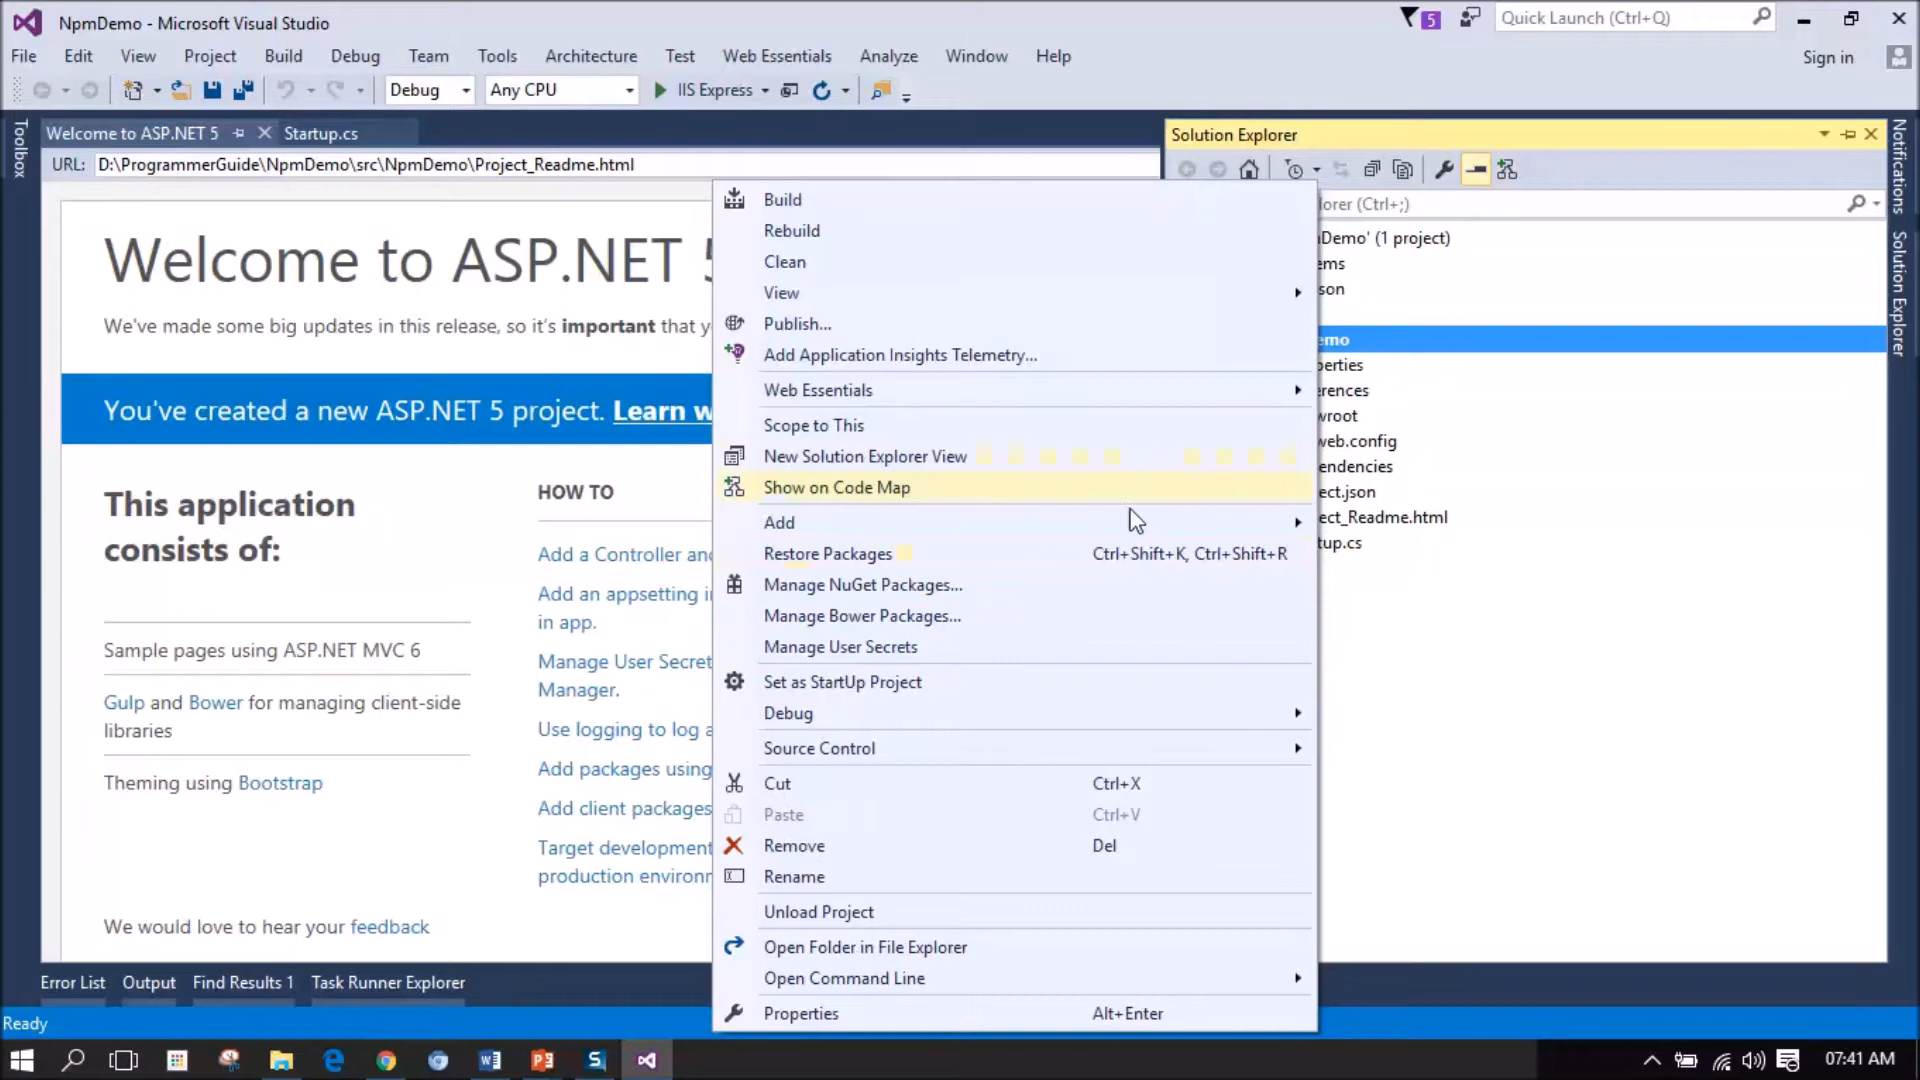 NpmDemo - Microsoft Visual Studio
5
Quick Launch (Ctrl+Q)
File Edit View Project Build Debug Team Tools Architecture Test Web Essentials Analyze Window Help
Sign in
Debug Any CPU IIS Express
Toolbox
Welcome to ASP.NET 5
Startup.cs
URL: D:\ProgrammerGuide\NpmDemo\src\NpmDemo\Project_Readme.html
Welcome to ASP.NET
We've made some big updates in this release, so it's important that
You've created a new ASP.NET 5 project. Learn
This application
consists of:
Sample pages using ASP.NET MVC 6
Gulp and Bower for managing client-side
libraries
Theming using Bootstrap
We would love to hear your feedback
HOW TO
Add a Controller
Add an appsetting
in app.
Manage User
Manager.
Use logging to log
Add packages using
Add client packages
Target development
production
Build
Rebuild
Clean
View
Publish...
Add Application Insights Telemetry...
Web Essentials
Scope to This
New Solution Explorer View
Show on Code Map
Add
Restore Packages Ctrl+Shift+K, Ctrl+Shift+R
Manage NuGet Packages...
Manage Bower Packages...
Manage User Secrets
Set as StartUp Project
Debug
Source Control
Cut Ctrl+X
Paste Ctrl+V
Remove Del
Rename
Unload Project
Open Folder in File Explorer
Open Command Line
Properties Alt+Enter
Solution Explorer
lorer (Ctrl+;)
Demo' (1 project)
ems
son
emo
perties
erences
wroot
web.config
endencies
ect.json
ect_Readme.html
tup.cs
Notifications
Solution Explorer
Error List Output Find Results 1 Task Runner Explorer
Ready
07:41 AM